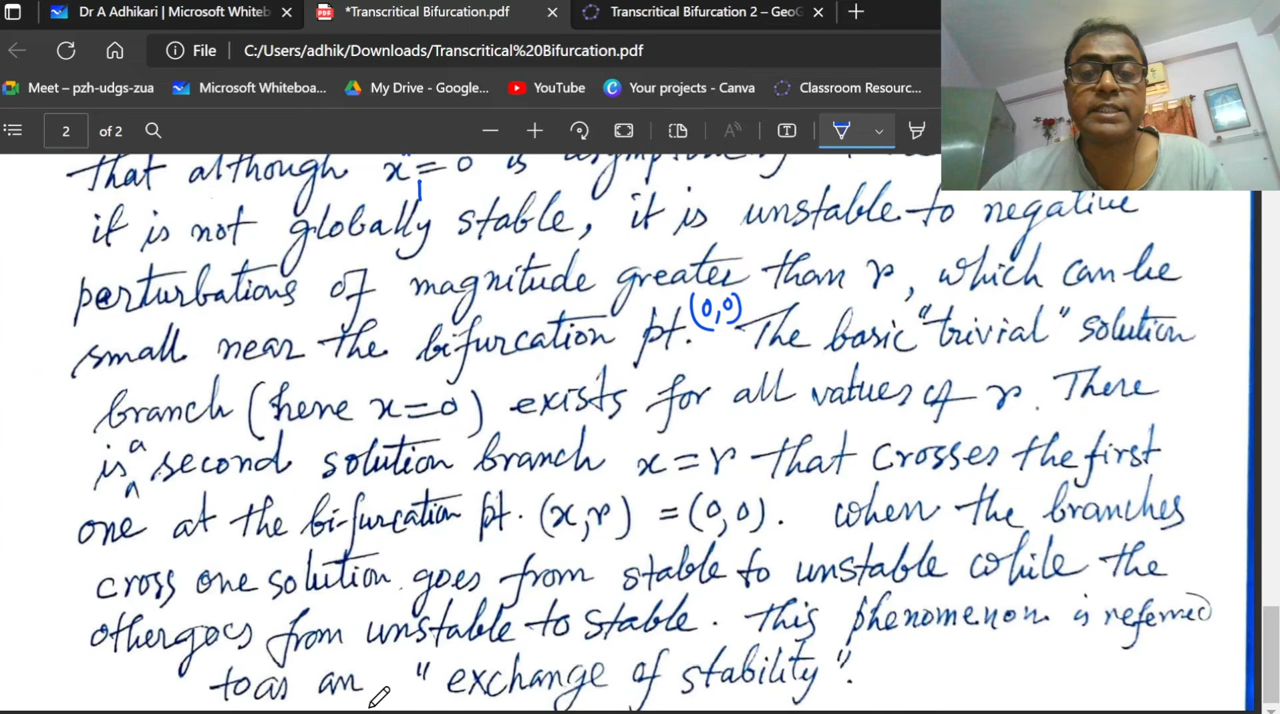 Dr A Adhikari | Microsoft Whiteb
*Transcritical Bifurcation.pdf
Transcritical Bifurcation 2 – GeoG
File
C:/Users/adhik/Downloads/Transcritical%20Bifurcation.pdf
Meet – pzh-udgs-zua
Microsoft Whiteboa...
My Drive - Google...
YouTube
Your projects - Canva
Classroom Resourc...
2 of 2
that although x*=0 is
it is not globally stable, it is unstable to negative
perturbations of magnitude greater than r, which can be
small near the bifurcation pt. (0,0) The basic "trivial" solution
branch (here x=0) exists for all values of r. There
is a second solution branch x=r that crosses the first
one at the bi-furcation pt. (x,r) = (0,0). when the branches
cross one solution goes from stable to unstable while the
other goes from unstable to stable. This phenomenon is referred
to as an "exchange of stability".